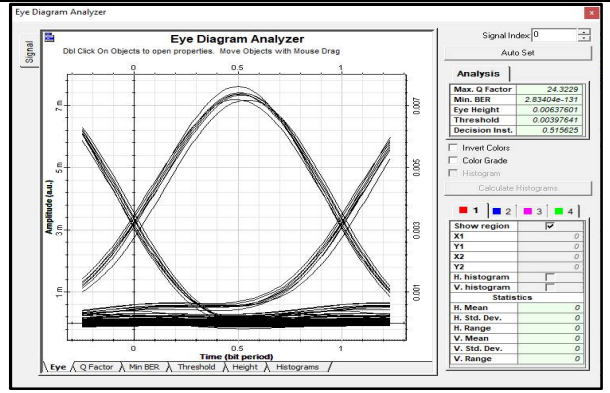 Eye Diagram Analyzer
×
Signal
Eye Diagram Analyzer
Dbl Click On Objects to open properties. Move Objects with Mouse Drag
0 0.5 1
7 m
5 m
3 m
1 m
Amplitude (a.u.)
0.007
0.005
0.003
0.001
0 0.5 1
Time (bit period)
Eye Q Factor Min BER Threshold Height Histograms
Signal Index: 0
Auto Set
Analysis
Max. Q Factor 24.3229
Min. BER 2.83404e-131
Eye Height 0.00637601
Threshold 0.00397641
Decision Inst. 0.515625
Invert Colors
Color Grade
Histogram
Calculate Histograms
1 2 3 4
Show region
X1 0
Y1 0
X2 0
Y2 0
H. histogram
V. histogram
Statistics
H. Mean 0
H. Std. Dev. 0
H. Range 0
V. Mean 0
V. Std. Dev. 0
V. Range 0